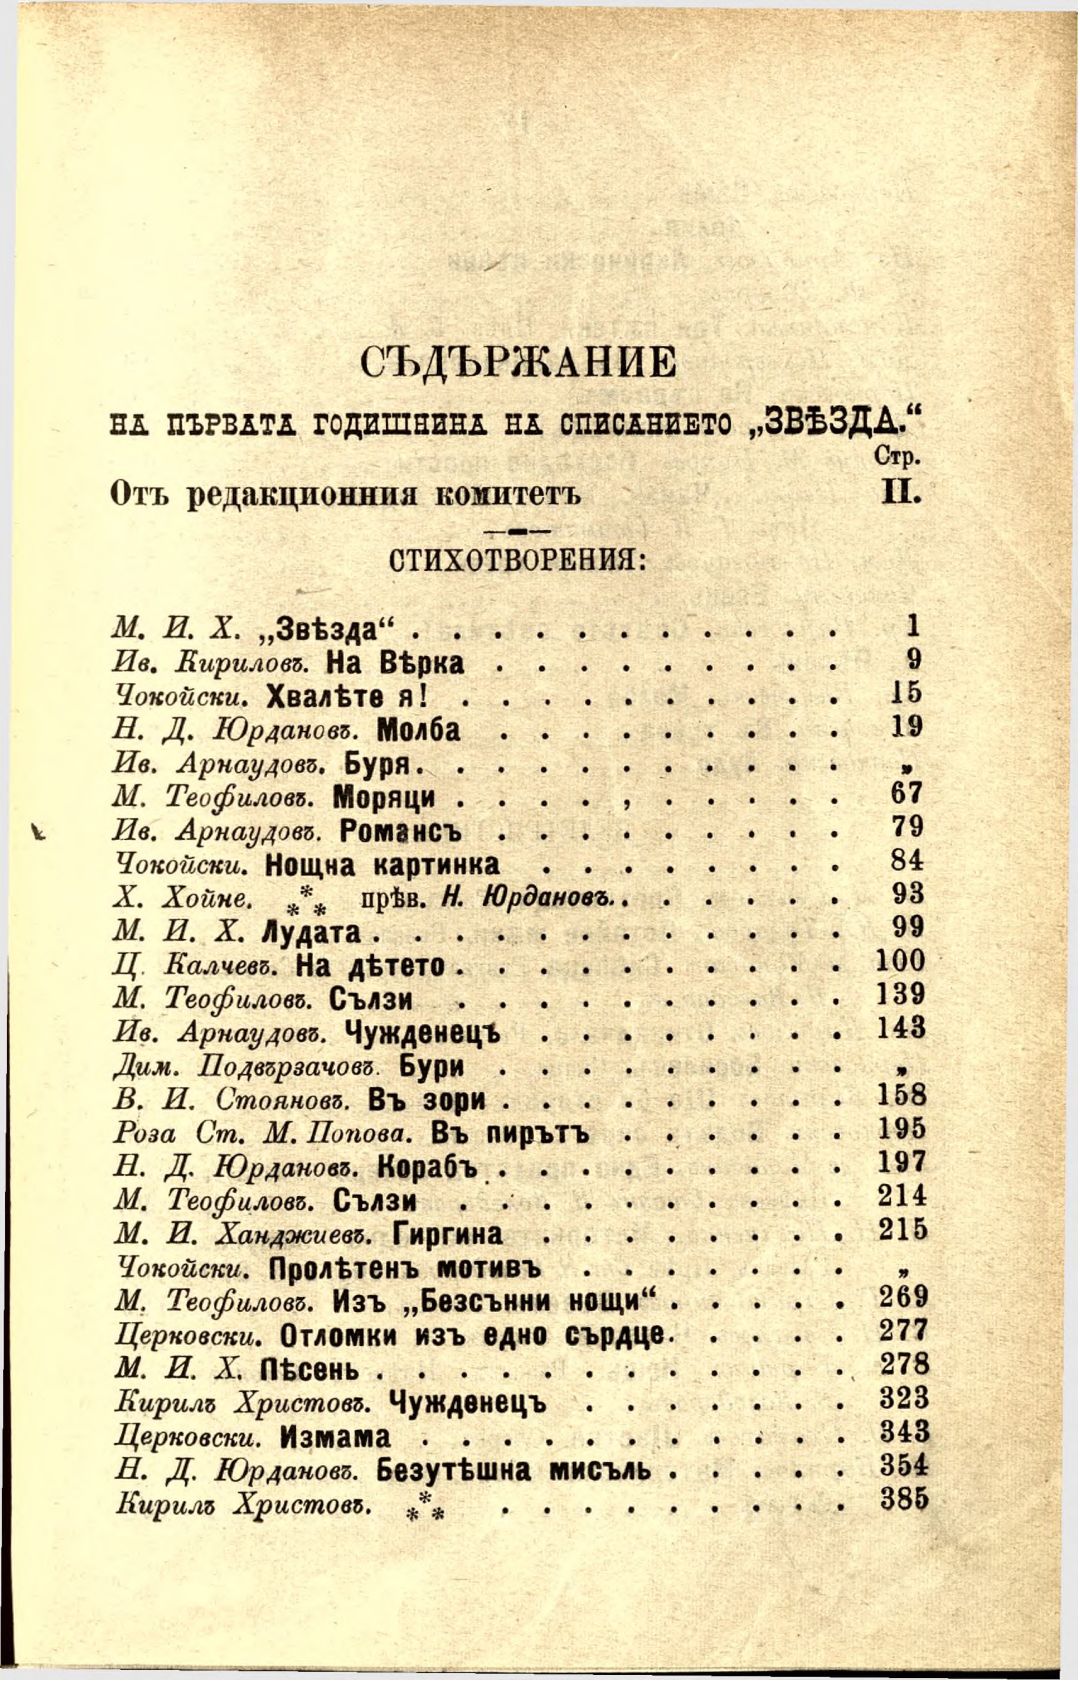 СЪДЪРЖАНИЕ
НА ПЪРВАТА ГОДИШНИНА НА СПИСАНИЕТО „ЗВѢЗДА.“
Стр.
Отъ редакционния комитетъ II.
СТИХОТВОРЕНИЯ:
М. И. Х. „Звѣзда“ . . . . . . . . . . . 1
Ив. Кириловъ. На Вѣрка . . . . . . . . . 9
Чокойски. Хвалѣте я! . . . . . . . . . . 15
Н. Д. Юрдановъ. Молба . . . . . . . . . 19
Ив. Арнаудовъ. Буря. . . . . . . . . . . „
М. Теофиловъ. Моряци . . . . , . . . . . 67
Ив. Арнаудовъ. Романсъ . . . . . . . . . 79
Чокойски. Нощна картинка . . . . . . . . 84
Х. Хойне. *** прѣв. Н. Юрдановъ. . . . . . . 93
М. И. Х. Лудата . . . . . . . . . . . . 99
Ц. Калчевъ. На дѣтето . . . . . . . . . . 100
М. Теофиловъ. Сълзи . . . . . . . . . . 139
Ив. Арнаудовъ. Чужденецъ . . . . . . . . 143
Дим. Подвързачовъ. Бури . . . . . . . . . „
В. И. Стояновъ. Въ зори . . . . . . . . . 158
Роза Ст. М. Попова. Въ пирътъ . . . . . . 195
Н. Д. Юрдановъ. Корабъ . . . . . . . . . 197
М. Теофиловъ. Сълзи . . . . . . . . . . 214
М. И. Ханджиевъ. Гиргина . . . . . . . . 215
Чокойски. Пролѣтенъ мотивъ . . . . . . . „
М. Теофиловъ. Изъ „Безсънни нощи“ . . . . . 269
Церковски. Отломки изъ едно сърдце. . . . . 277
М. И. Х. Пѣсень . . . . . . . . . . . . 278
Кирилъ Христовъ. Чужденецъ . . . . . . . 323
Церковски. Измама . . . . . . . . . . . 343
Н. Д. Юрдановъ. Безутѣшна мисъль . . . . . 354
Кирилъ Христовъ. *** . . . . . . . . . 385